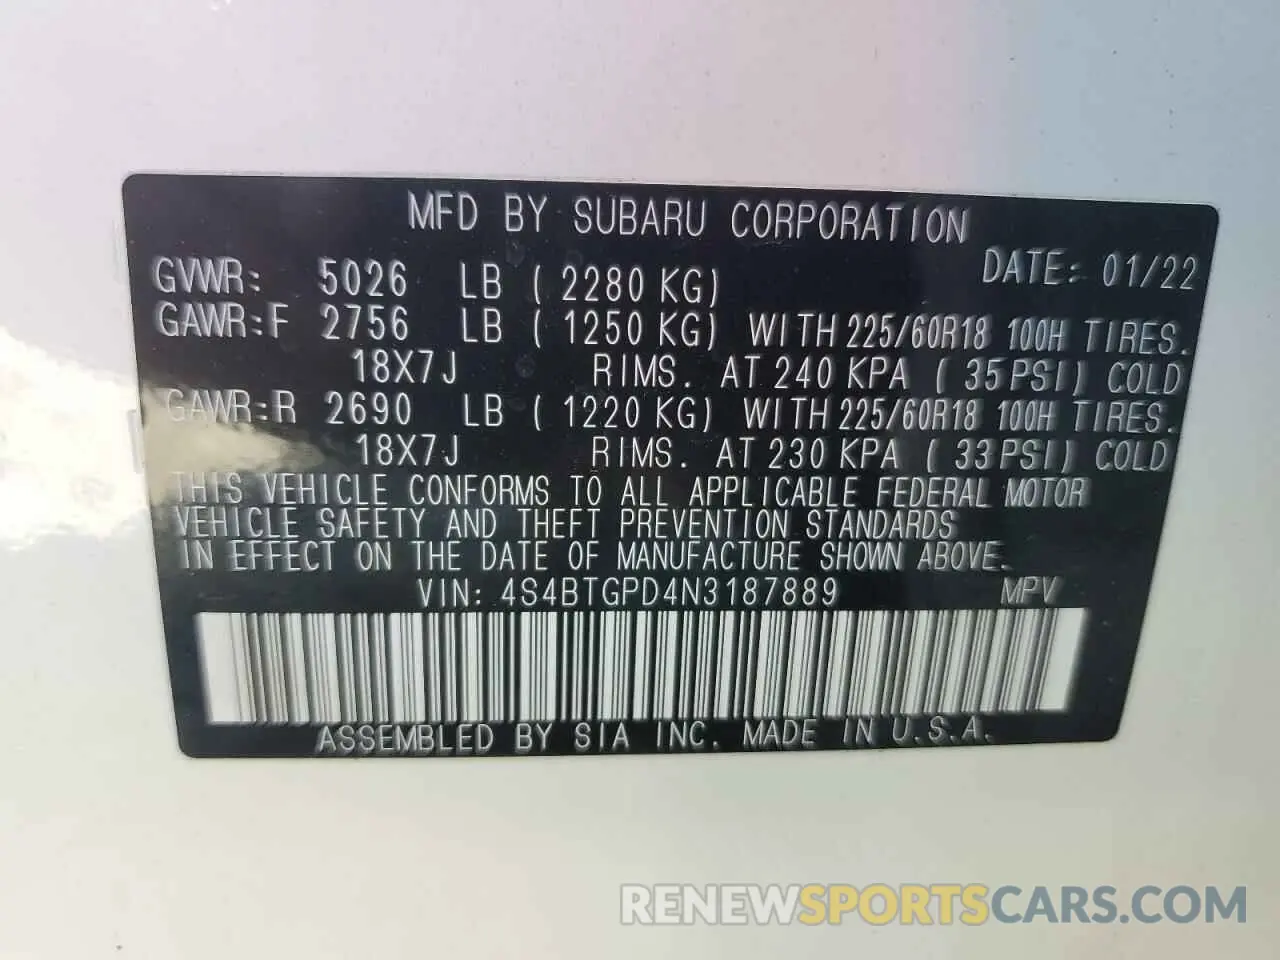 MFD BY SUBARU CORPORATION
DATE: 01/22
GVWR: 5026 LB ( 2280 KG)
GAWR:F 2756 LB ( 1250 KG) WITH 225/60R18 100H TIRES.
18X7J RIMS. AT 240 KPA ( 35PSI) COLD
GAWR:R 2690 LB ( 1220 KG) WITH 225/60R18 100H TIRES.
18X7J RIMS. AT 230 KPA ( 33PSI) COLD
THIS VEHICLE CONFORMS TO ALL APPLICABLE FEDERAL MOTOR
VEHICLE SAFETY AND THEFT PREVENTION STANDARDS
IN EFFECT ON THE DATE OF MANUFACTURE SHOWN ABOVE.
VIN: 4S4BTGPD4N3187889 MPV
ASSEMBLED BY SIA INC. MADE IN U.S.A.
RENEWSPORTSCARS.COM